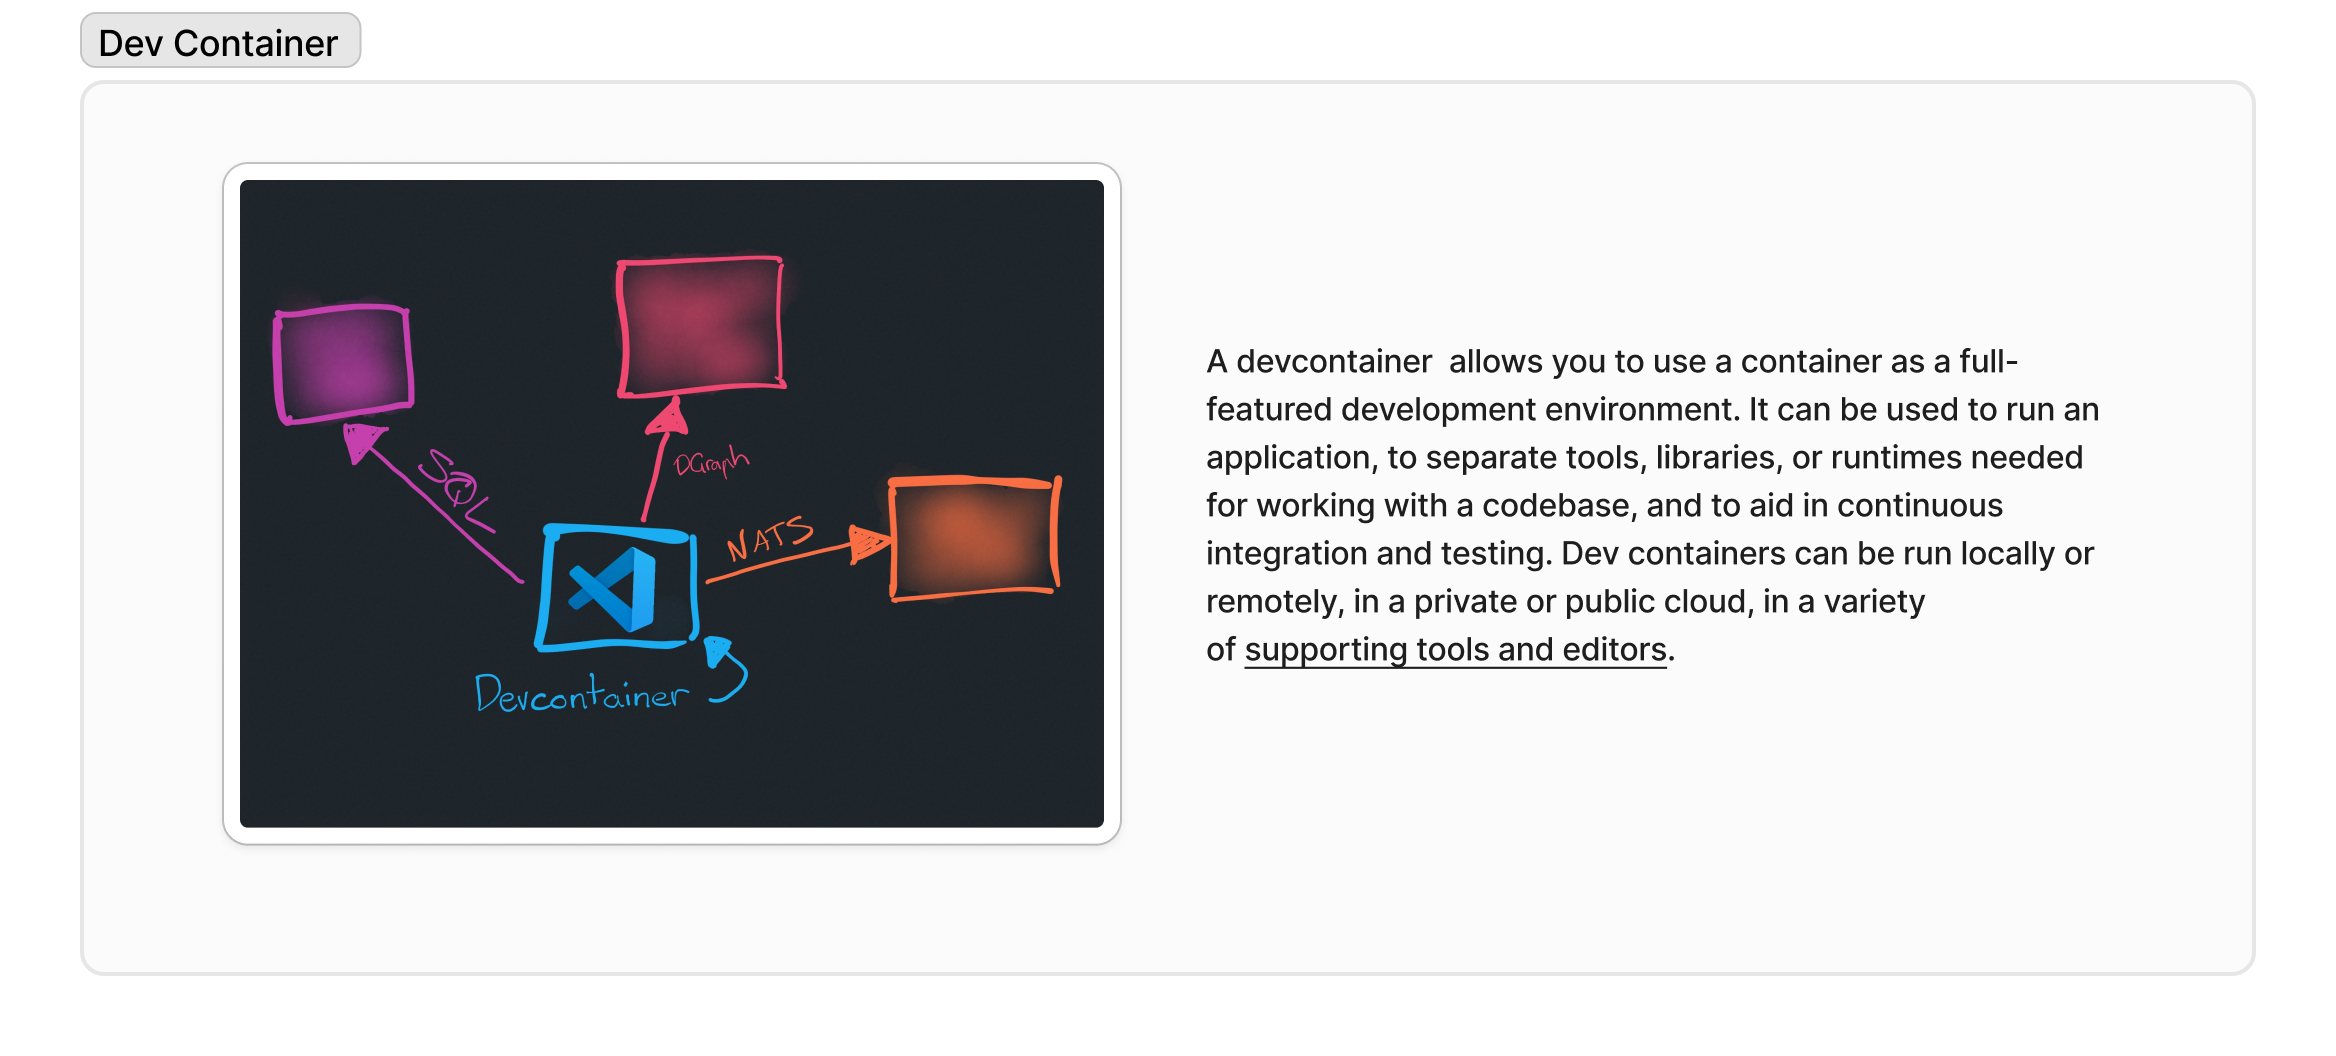 Dev Container
SQL
DGraph
NATS
Devcontainer
A devcontainer  allows you to use a container as a full-
featured development environment. It can be used to run an
application, to separate tools, libraries, or runtimes needed
for working with a codebase, and to aid in continuous
integration and testing. Dev containers can be run locally or
remotely, in a private or public cloud, in a variety
of supporting tools and editors.